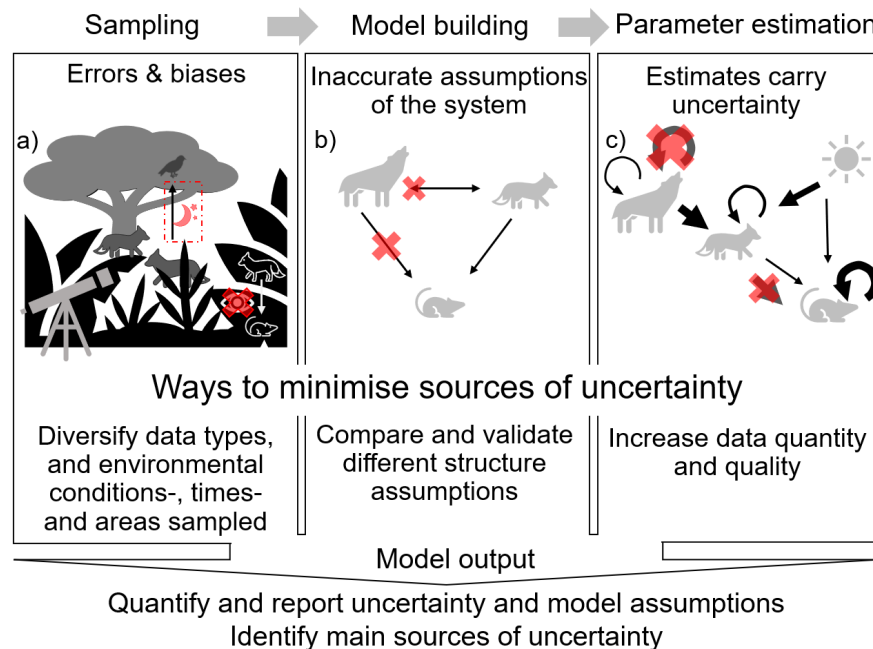 Sampling
Model building
Parameter estimation
Errors & biases
Inaccurate assumptions
of the system
Estimates carry
uncertainty
a)
b)
c)
Ways to minimise sources of uncertainty
Diversify data types,
and environmental
conditions-, times-
and areas sampled
Compare and validate
different structure
assumptions
Increase data quantity
and quality
Model output
Quantify and report uncertainty and model assumptions
Identify main sources of uncertainty